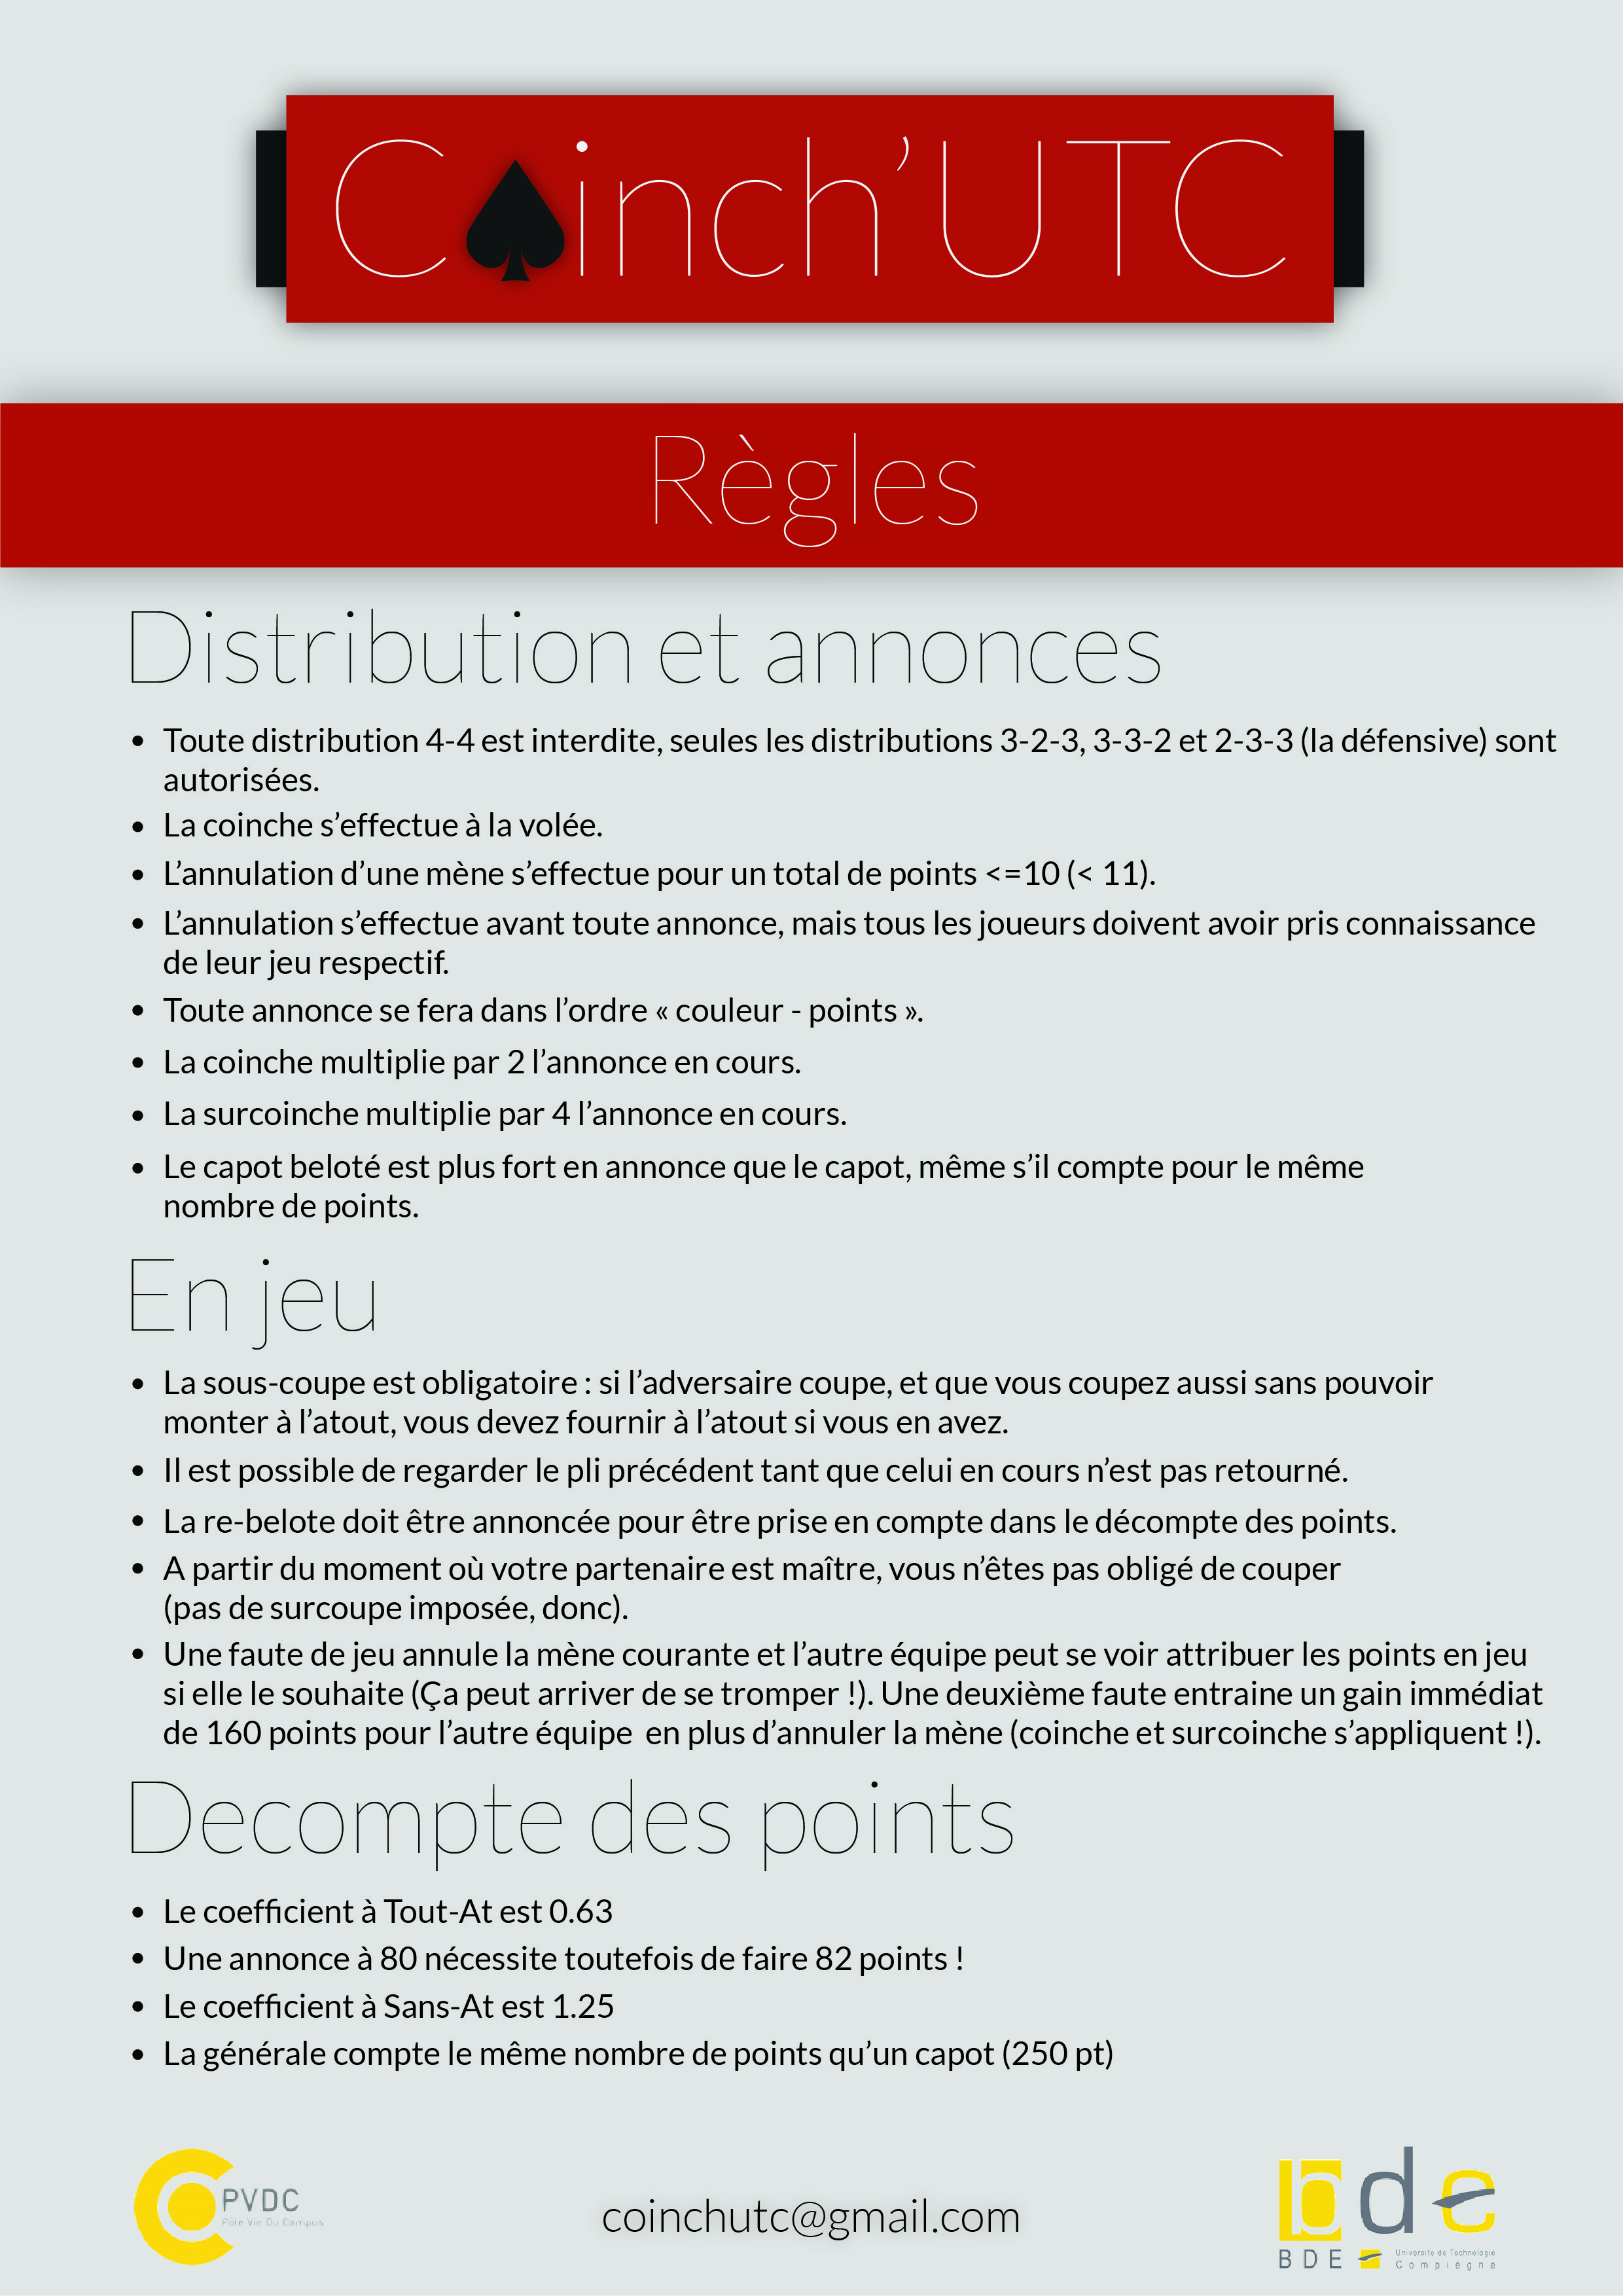 C♠inch’UTC
Règles
Distribution et annonces
• Toute distribution 4-4 est interdite, seules les distributions 3-2-3, 3-3-2 et 2-3-3 (la défensive) sont
autorisées.
• La coinche s’effectue à la volée.
• L’annulation d’une mène s’effectue pour un total de points <=10 (< 11).
• L’annulation s’effectue avant toute annonce, mais tous les joueurs doivent avoir pris connaissance
de leur jeu respectif.
• Toute annonce se fera dans l’ordre « couleur - points ».
• La coinche multiplie par 2 l’annonce en cours.
• La surcoinche multiplie par 4 l’annonce en cours.
• Le capot beloté est plus fort en annonce que le capot, même s’il compte pour le même
nombre de points.
En jeu
• La sous-coupe est obligatoire : si l’adversaire coupe, et que vous coupez aussi sans pouvoir
monter à l’atout, vous devez fournir à l’atout si vous en avez.
• Il est possible de regarder le pli précédent tant que celui en cours n’est pas retourné.
• La re-belote doit être annoncée pour être prise en compte dans le décompte des points.
• A partir du moment où votre partenaire est maître, vous n’êtes pas obligé de couper
(pas de surcoupe imposée, donc).
• Une faute de jeu annule la mène courante et l’autre équipe peut se voir attribuer les points en jeu
si elle le souhaite (Ça peut arriver de se tromper !). Une deuxième faute entraine un gain immédiat
de 160 points pour l’autre équipe en plus d’annuler la mène (coinche et surcoinche s’appliquent !).
Decompte des points
• Le coefficient à Tout-At est 0.63
• Une annonce à 80 nécessite toutefois de faire 82 points !
• Le coefficient à Sans-At est 1.25
• La générale compte le même nombre de points qu’un capot (250 pt)
PVDC
Pôle Vie Du Campus
coinchutc@gmail.com
bde
BDE
Université de Technologie
Compiègne